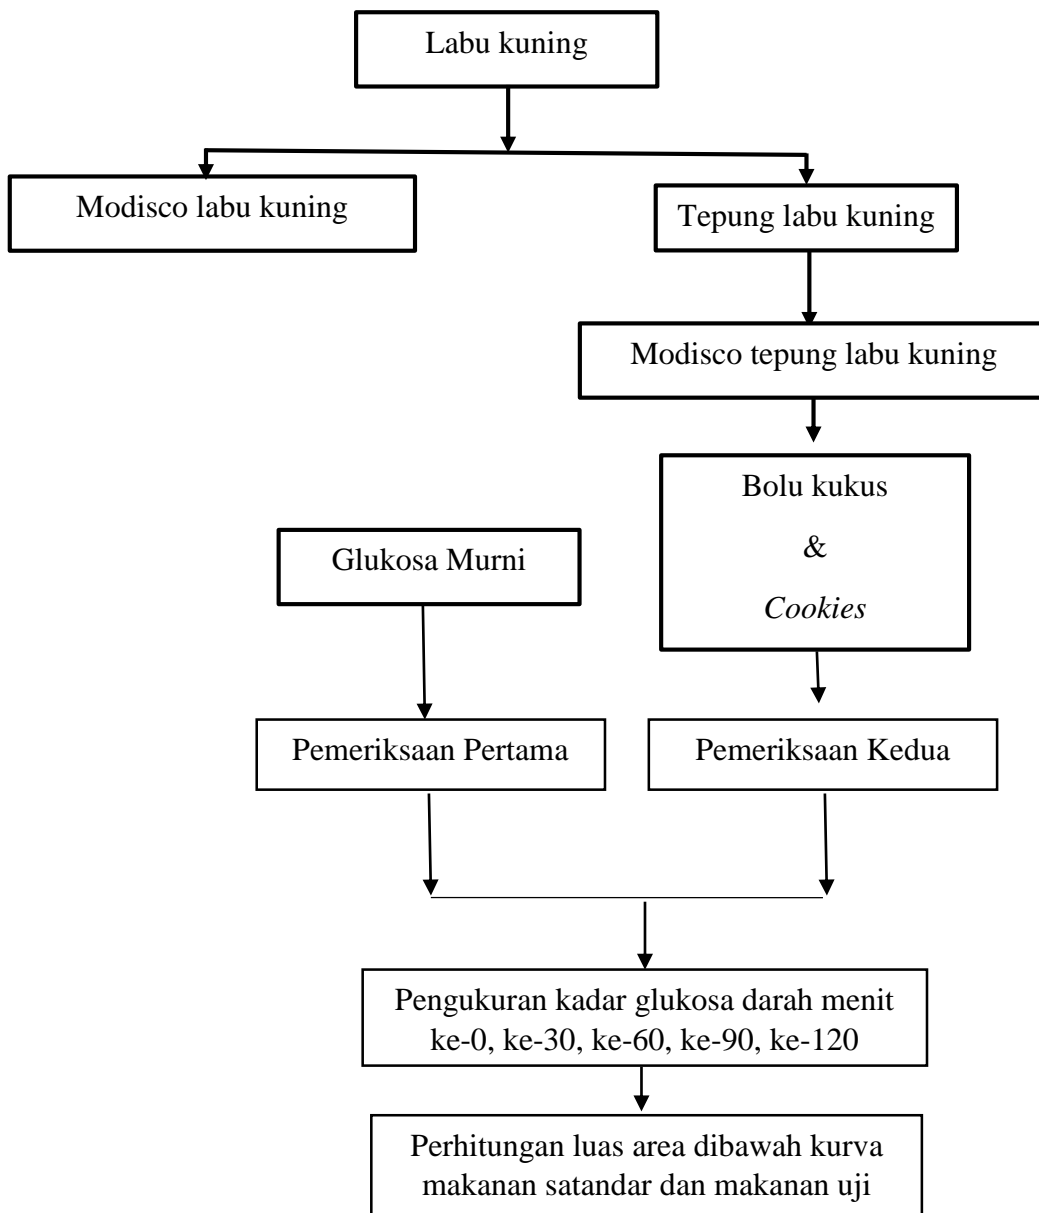 Labu kuning
Modisco labu kuning
Tepung labu kuning
Modisco tepung labu kuning
Bolu kukus
&
Cookies
Glukosa Murni
Pemeriksaan Pertama
Pemeriksaan Kedua
Pengukuran kadar glukosa darah menit
ke-0, ke-30, ke-60, ke-90, ke-120
Perhitungan luas area dibawah kurva
makanan satandar dan makanan uji